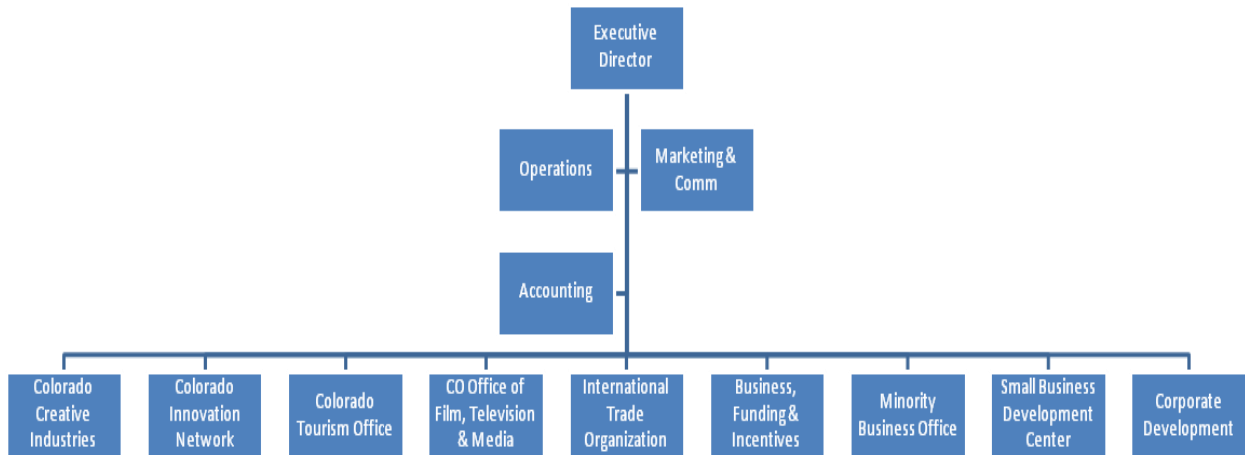 Executive
Director
Operations
Marketing &
Comm
Accounting
Colorado
Creative
Industries
Colorado
Innovation
Network
Colorado
Tourism Office
CO Office of
Film, Television
& Media
International
Trade
Organization
Business,
Funding &
Incentives
Minority
Business Office
Small Business
Development
Center
Corporate
Development